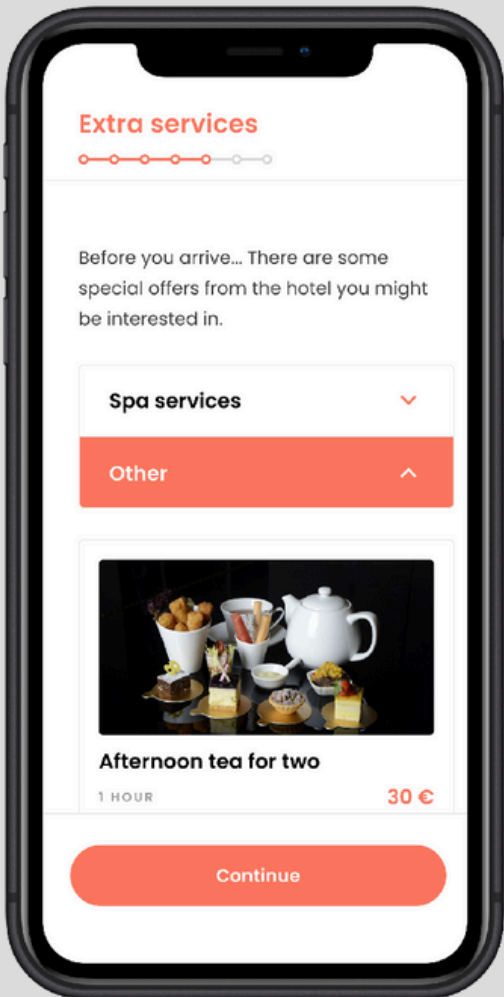 Extra services
Before you arrive... There are some
special offers from the hotel you might
be interested in.
Spa services
Other
Afternoon tea for two
1 HOUR
30 €
Continue